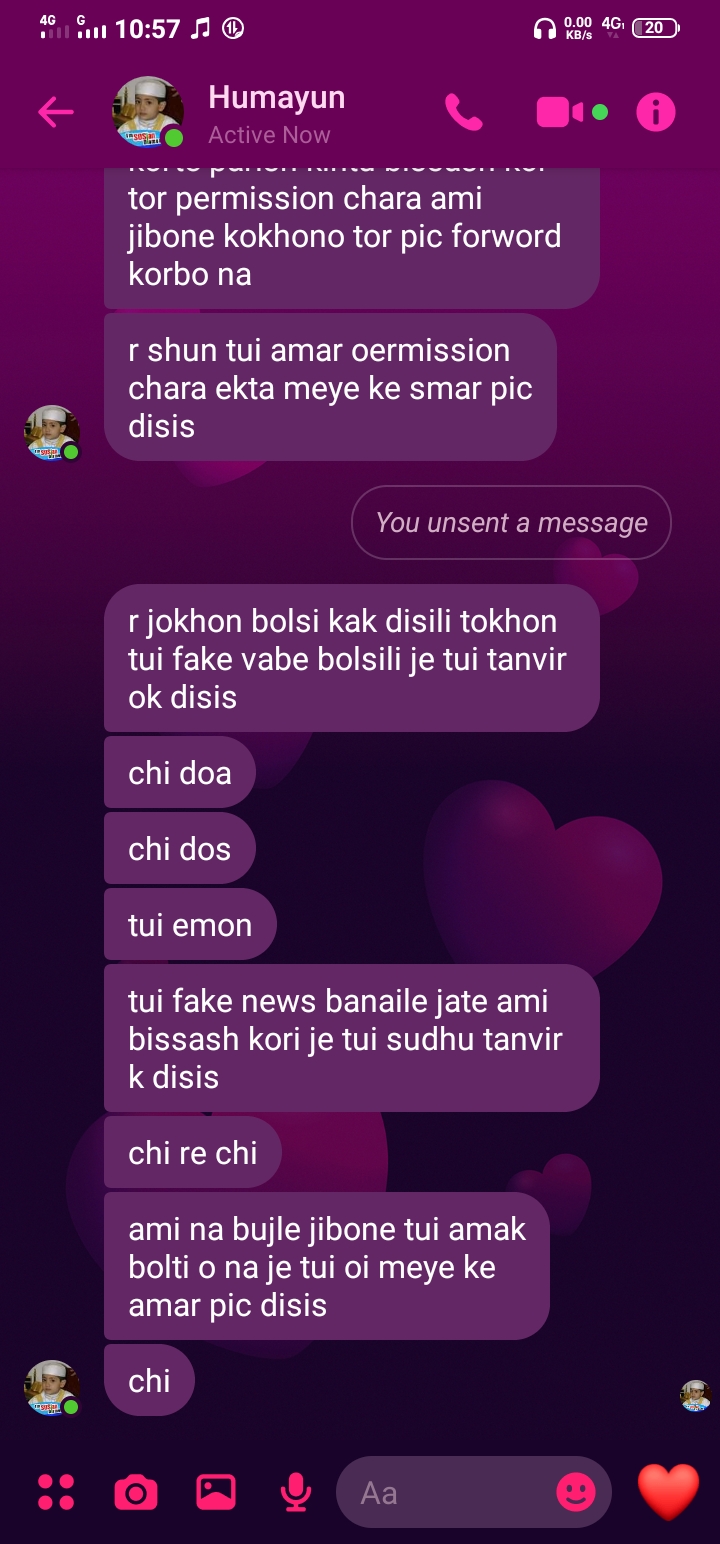 4G G 10:57 0.00 KB/s 4G 20
Humayun
Active Now
tor permission chara ami
jibone kokhono tor pic forword
korbo na
r shun tui amar oermission
chara ekta meye ke smar pic
disis
You unsent a message
r jokhon bolsi kak disili tokhon
tui fake vabe bolsili je tui tanvir
ok disis
chi doa
chi dos
tui emon
tui fake news banaile jate ami
bissash kori je tui sudhu tanvir
k disis
chi re chi
ami na bujle jibone tui amak
bolti o na je tui oi meye ke
amar pic disis
chi
Aa